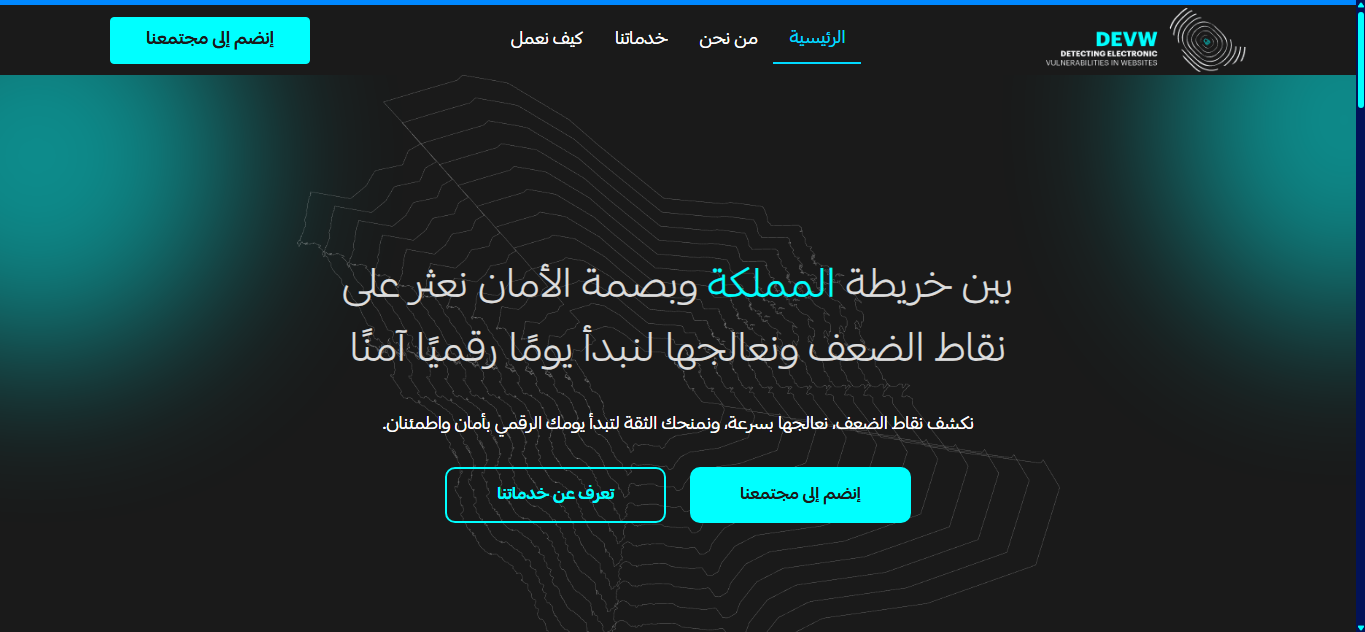 DEVW
DETECTING ELECTRONIC
VULNERABILITIES IN WEBSITES
الرئيسية
من نحن
خدماتنا
كيف نعمل
إنضم إلى مجتمعنا
بين خريطة المملكة وبصمة الأمان نعثر على
نقاط الضعف ونعالجها لنبدأ يومًا رقميًا آمنًا
نكشف نقاط الضعف، نعالجها بسرعة، ونمنحك الثقة لتبدأ يومك الرقمي بأمان واطمئنان.
إنضم إلى مجتمعنا
تعرف عن خدماتنا